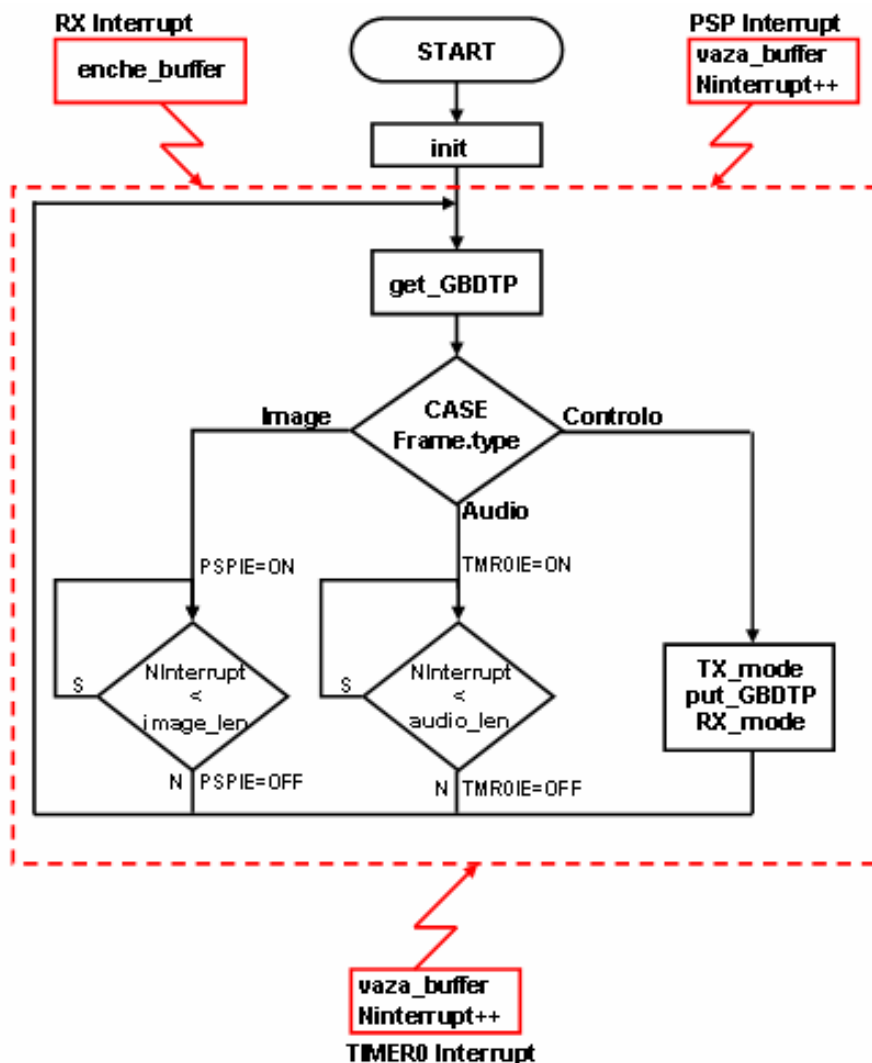 RX Interrupt
enche_buffer
START
PSP Interrupt
vaza_buffer
Ninterrupt++
init
get_GBDTP
CASE
Frame.type
Image
Controlo
Audio
PSPIE=ON
TMR0IE=ON
NInterrupt
<
image_len
S
NInterrupt
<
audio_len
S
TX_mode
put_GBDTP
RX_mode
N
PSPIE=OFF
N
TMR0IE=OFF
vaza_buffer
Ninterrupt++
TIMER0 Interrupt